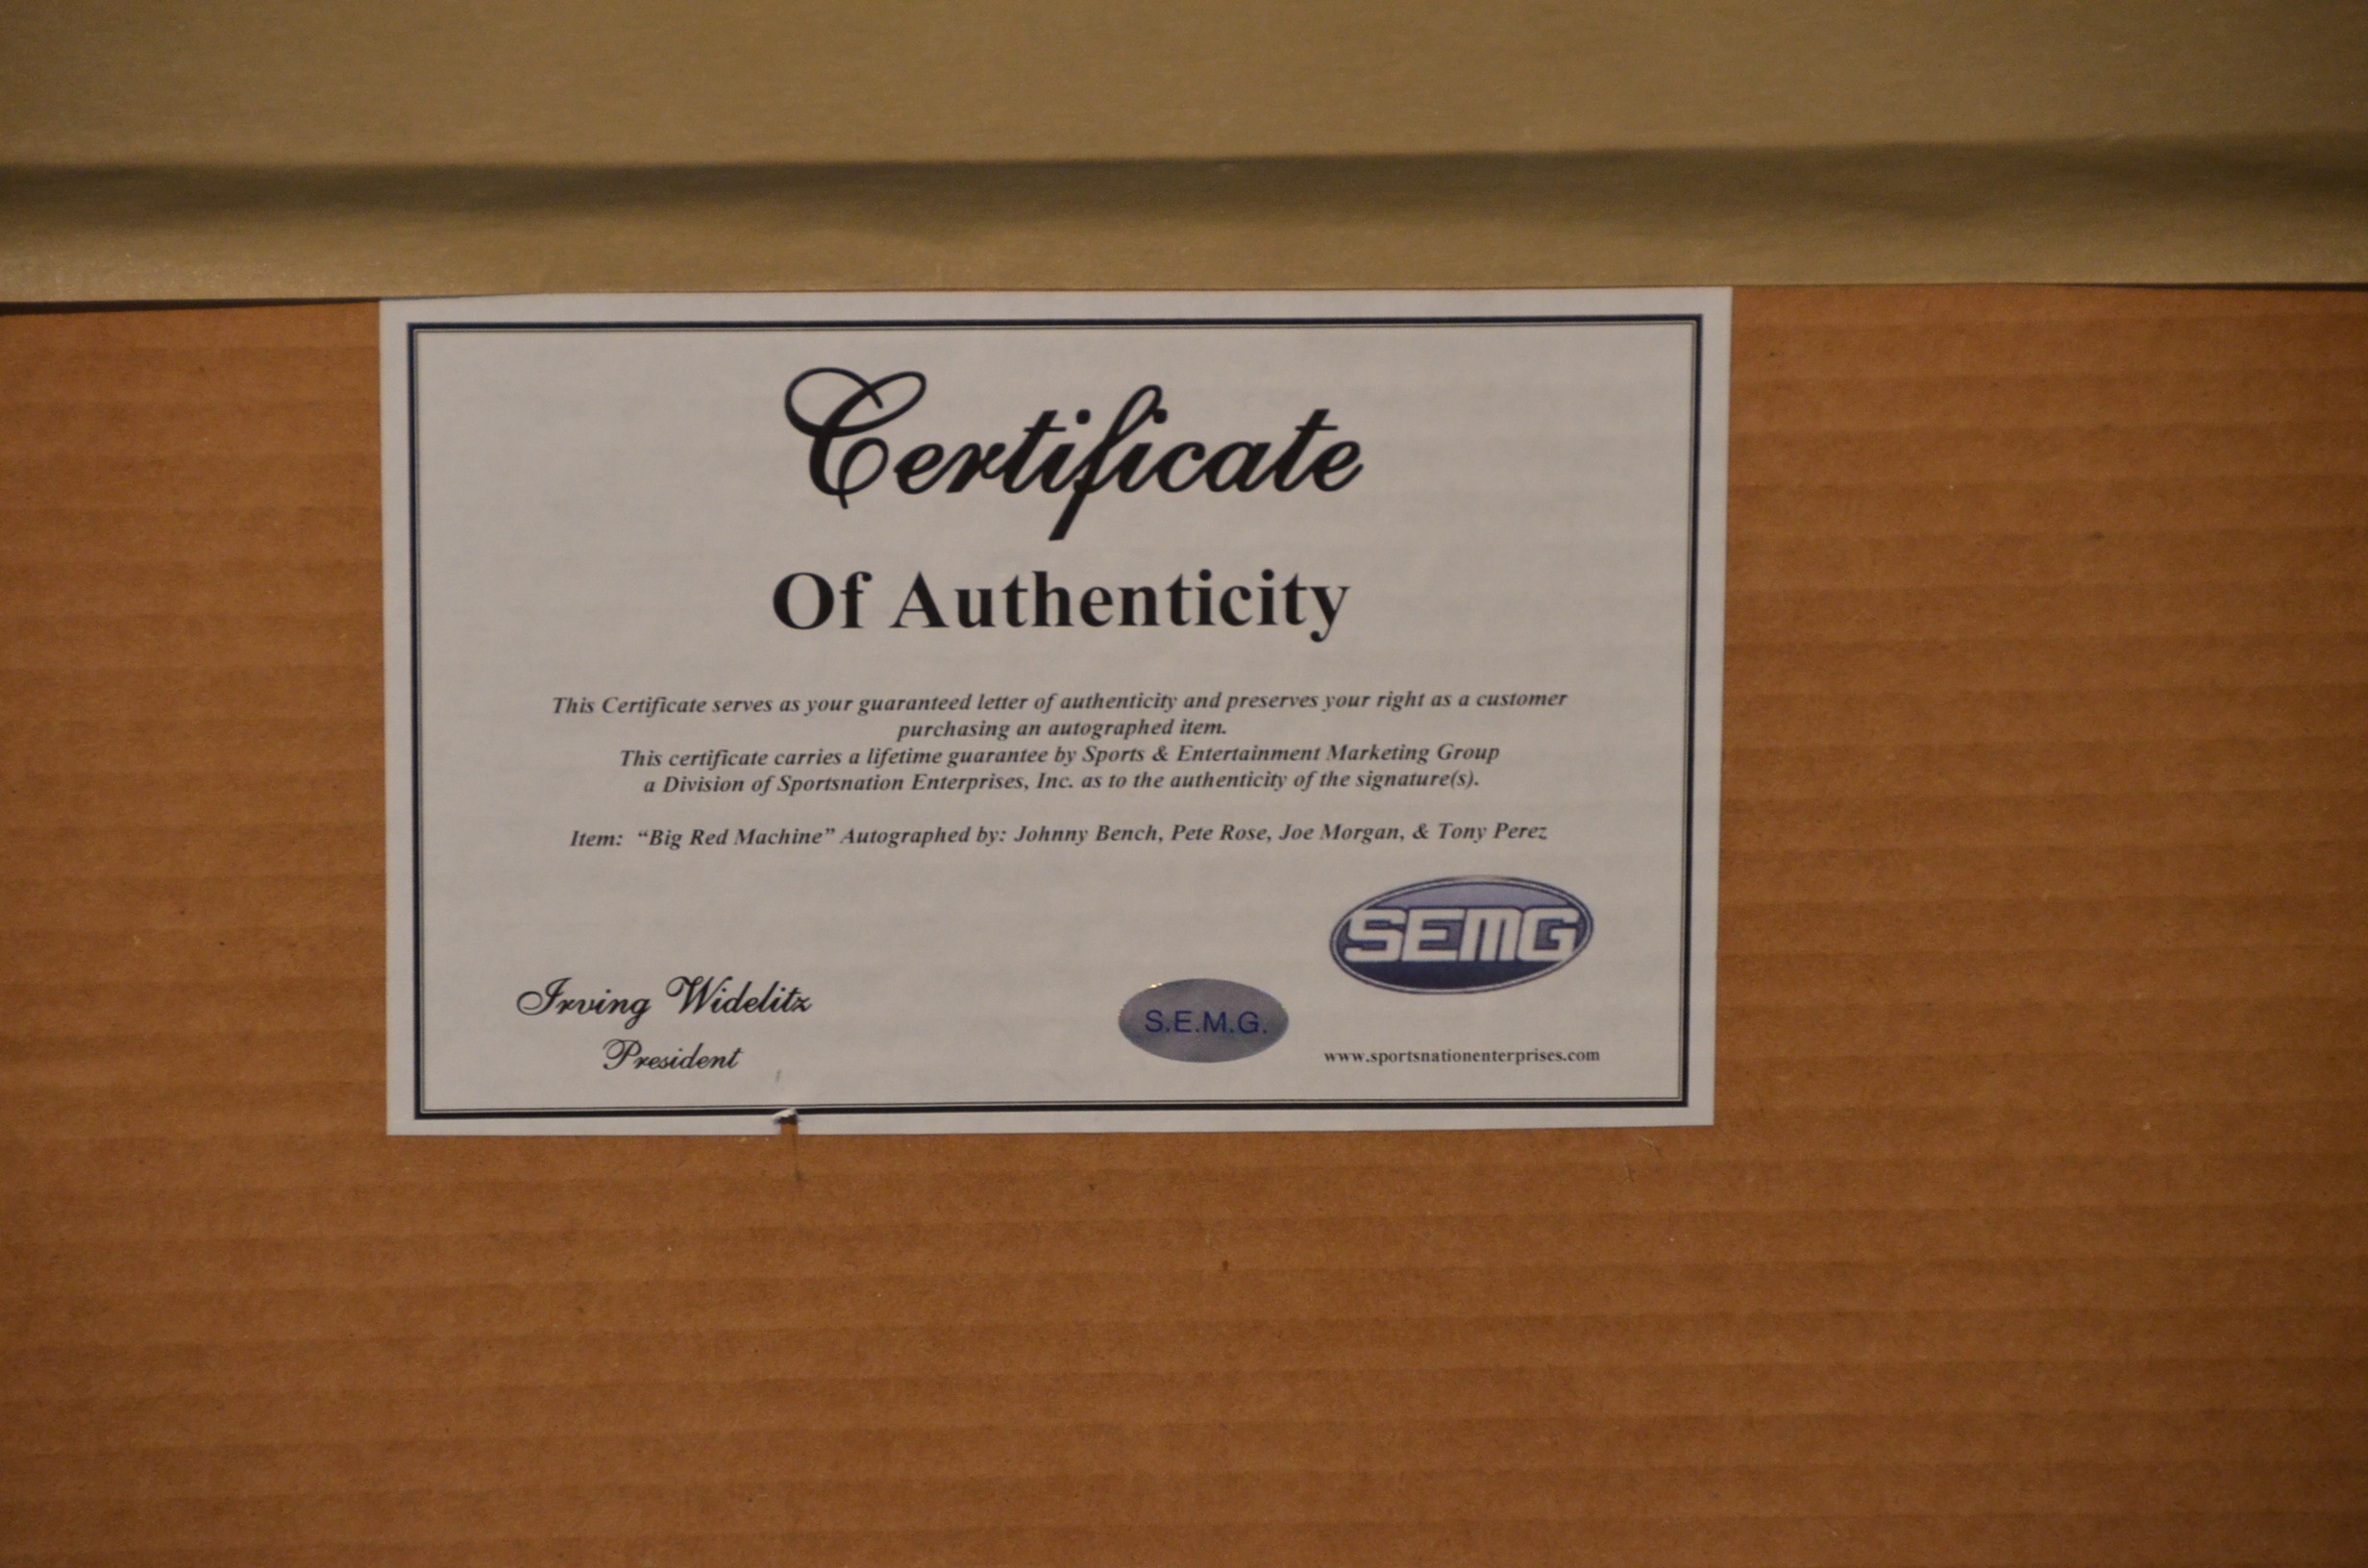 Certificate
Of Authenticity
This Certificate serves as your guaranteed letter of authenticity and preserves your right as a customer
purchasing an autographed item.
This certificate carries a lifetime guarantee by Sports & Entertainment Marketing Group
a Division of Sportsnation Enterprises, Inc. as to the authenticity of the signature(s).
Item: “Big Red Machine” Autographed by: Johnny Bench, Pete Rose, Joe Morgan, & Tony Perez
SEMG
Irving Widelitz
S.E.M.G.
President
www.sportsnationenterprises.com